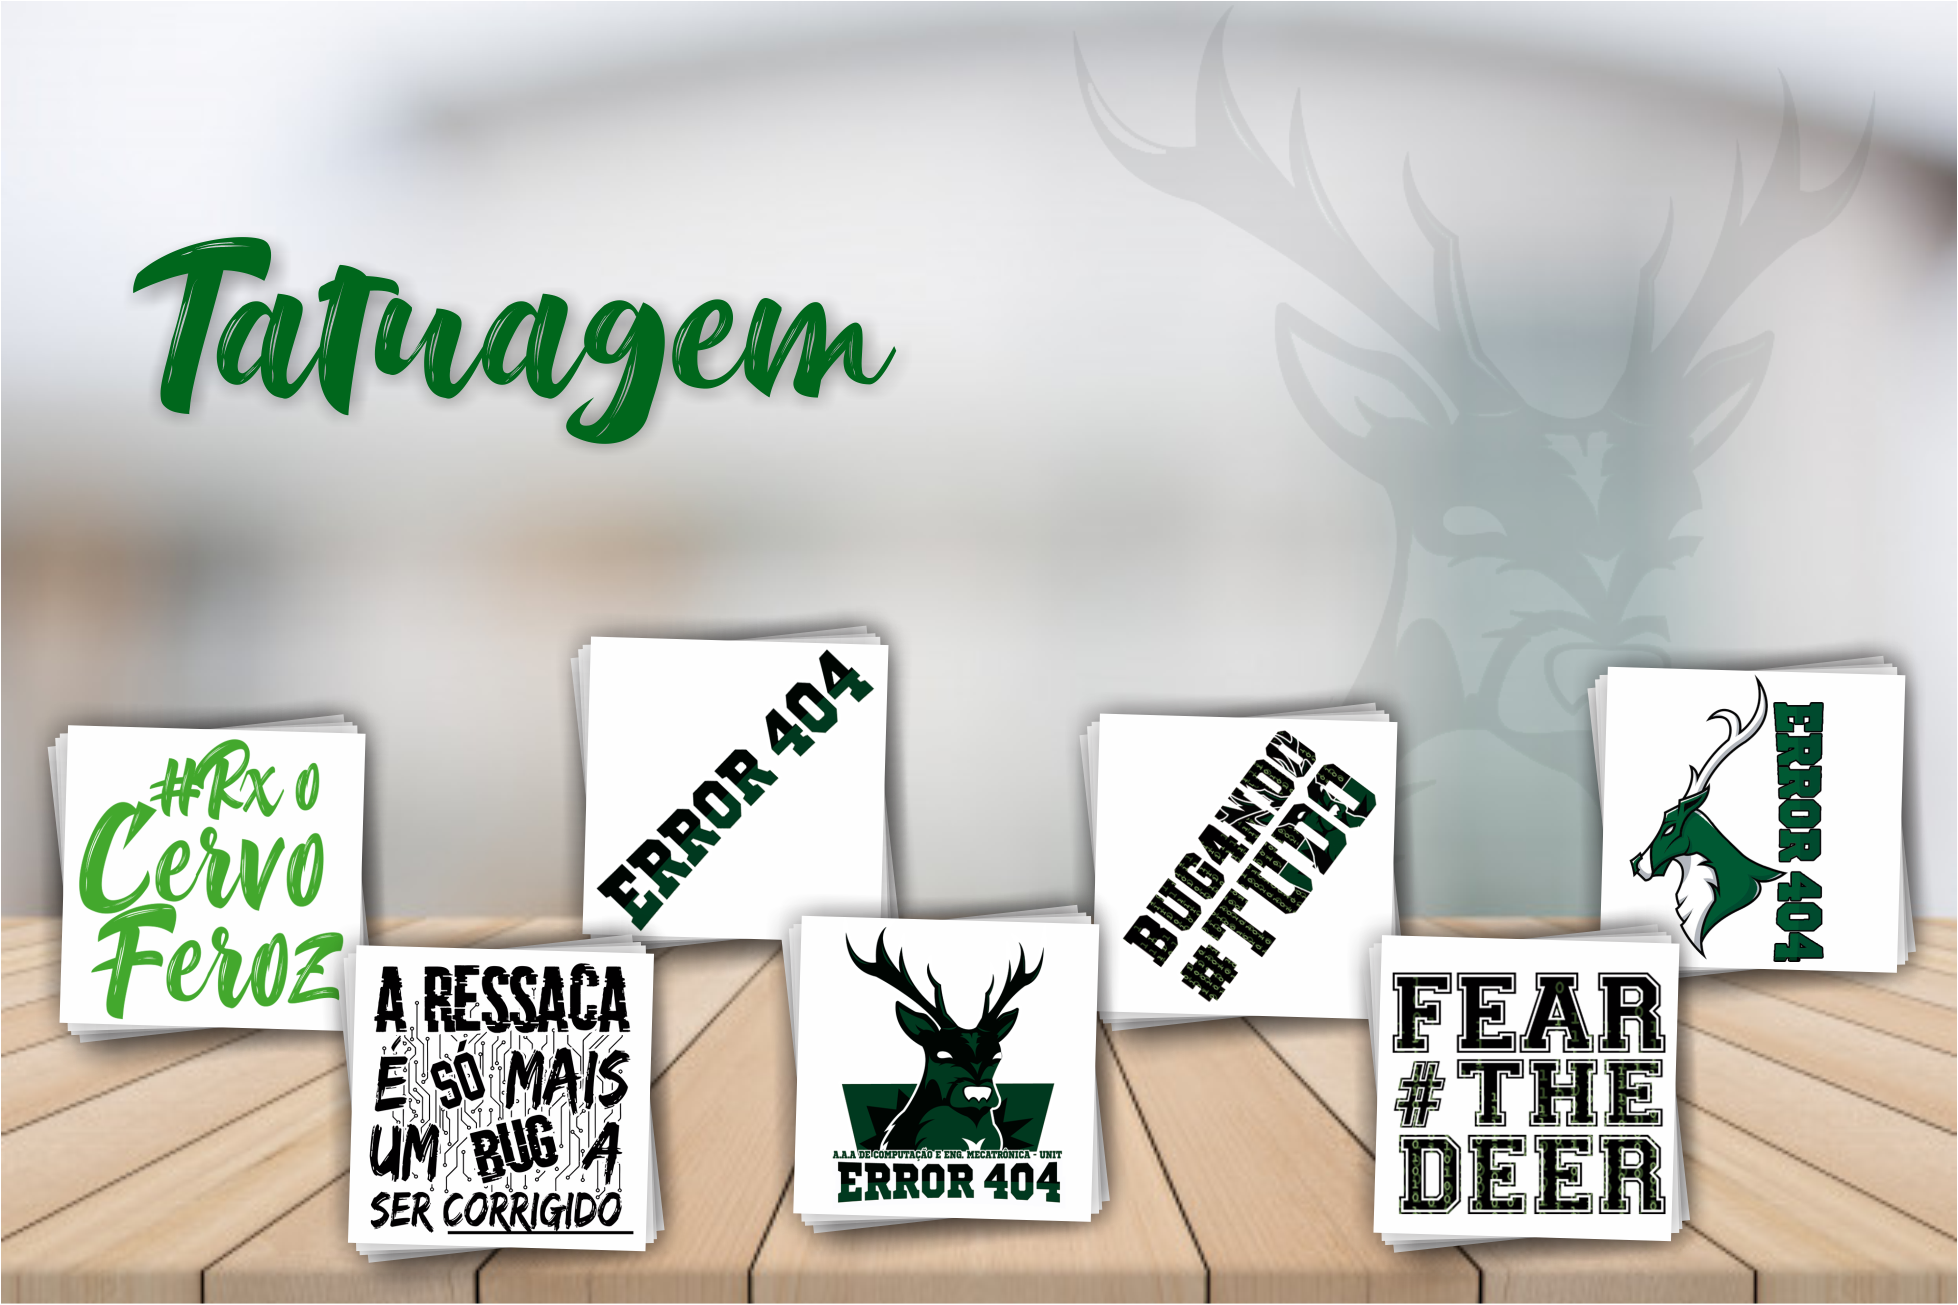 Tatuagem
#Rx o
Cervo
Feroz
A RESSACA
É SÓ MAIS
UM BUG A
SER CORRIGIDO
ERROR 404
A.A.A DE COMPUTAÇÃO E ENG. MECATRÔNICA - UNIT
ERROR 404
BUG4NDO
#TUDO
FEAR
#THE
DEER
ERROR 404